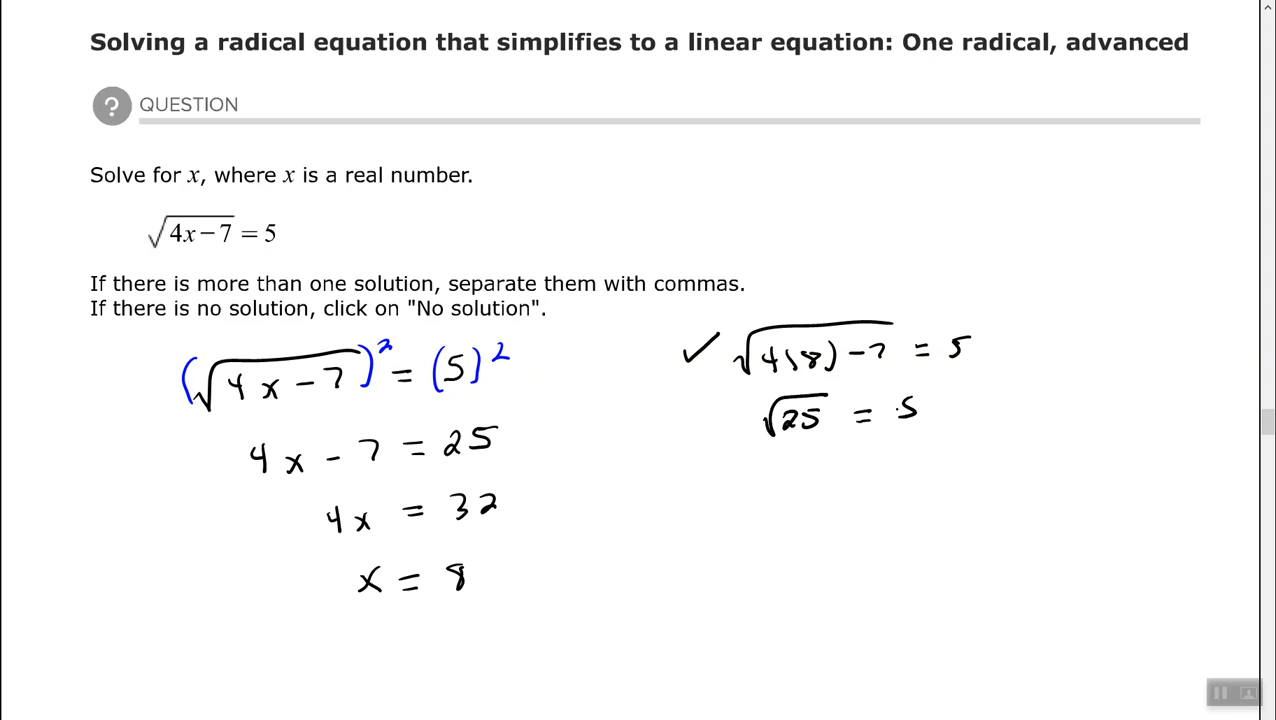 Solving a radical equation that simplifies to a linear equation: One radical, advanced
? QUESTION
Solve for x, where x is a real number.
√(4x−7) = 5
If there is more than one solution, separate them with commas.
If there is no solution, click on "No solution".
(√(4x−7))² = (5)²
4x − 7 = 25
4x = 32
x = 8
✓ √(4(8)−7) = 5
√25 = 5